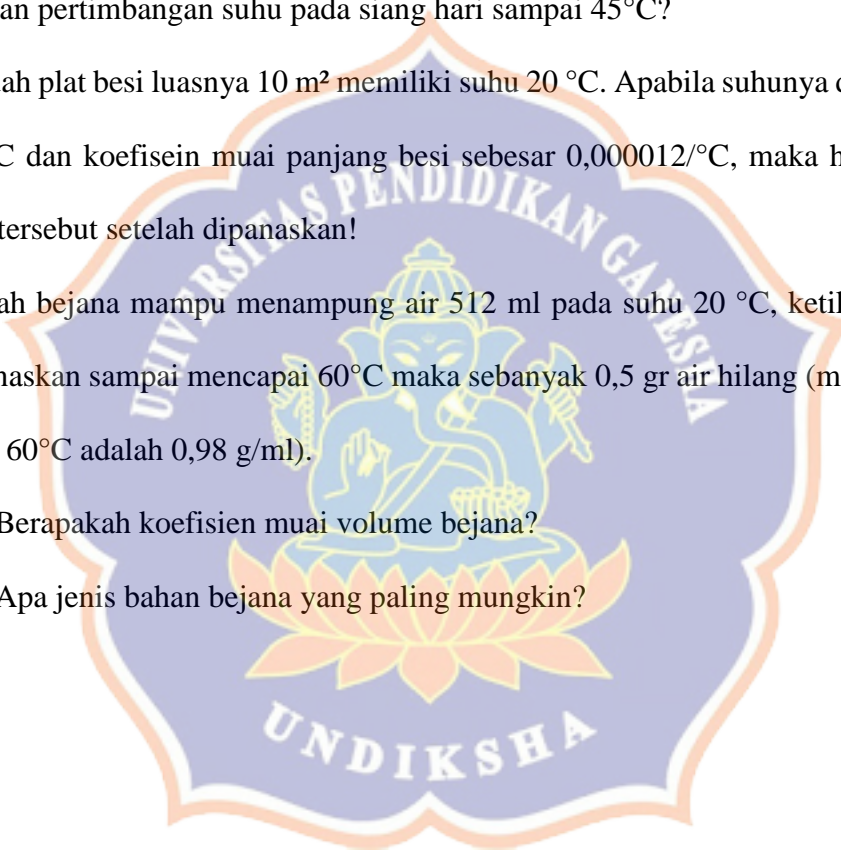 an pertimbangan suhu pada siang hari sampai 45°C?
ah plat besi luasnya 10 m² memiliki suhu 20 °C. Apabila suhunya
C dan koefisein muai panjang besi sebesar 0,000012/°C, maka h
tersebut setelah dipanaskan!
ah bejana mampu menampung air 512 ml pada suhu 20 °C,
naskan sampai mencapai 60°C maka sebanyak 0,5 gr air hilang (m
60°C adalah 0,98 g/ml).
Berapakah koefisien muai volume bejana?
Apa jenis bahan bejana yang paling mungkin?
UNIVERSITAS PENDIDIKAN GANESHA
UNDIKSHA